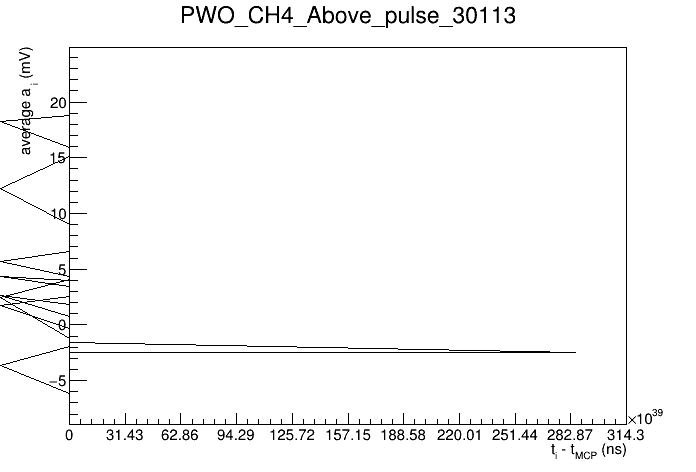 PWO_CH4_Above_pulse_30113
average a i (mV)
20
15
10
5
0
−5
×10^39
0 31.43 62.86 94.29 125.72 157.15 188.58 220.01 251.44 282.87 314.3
t_i - t_MCP (ns)